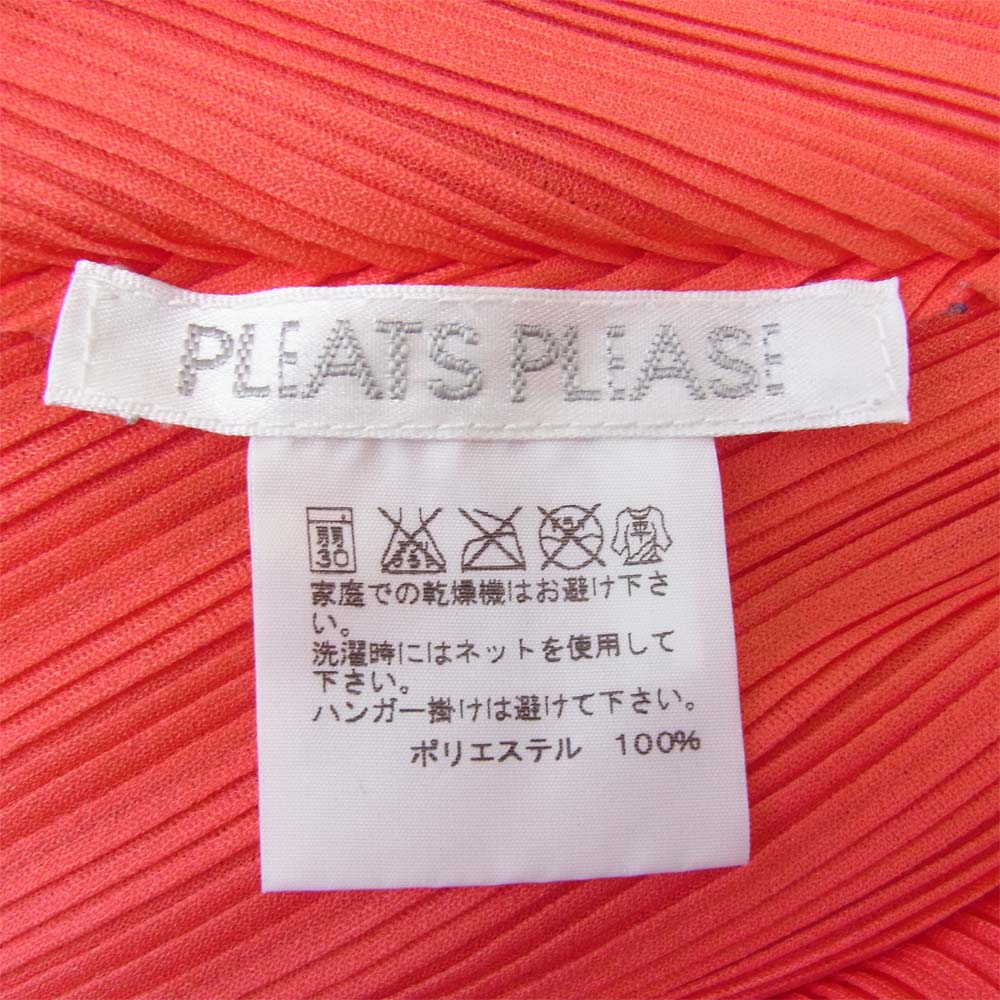 PLEATS PLEASE
弱
30
家庭での乾燥機はお避け下さ
い。
洗濯時にはネットを使用して
下さい。
ハンガー掛けは避けて下さい。
ポリエステル 100%